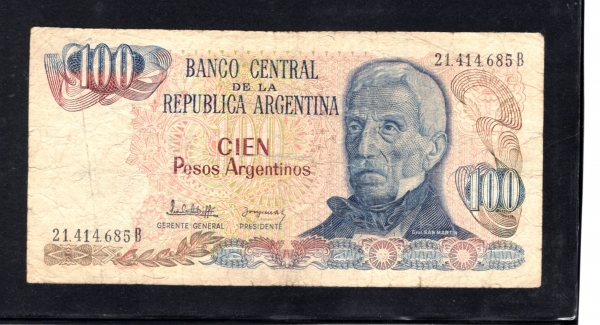 100
BANCO CENTRAL
DE LA
REPUBLICA ARGENTINA
21.414.685 B
CIEN
Pesos Argentinos
100
GERENTE GENERAL PRESIDENTE
Gral. SAN MARTIN
21.414.685 B